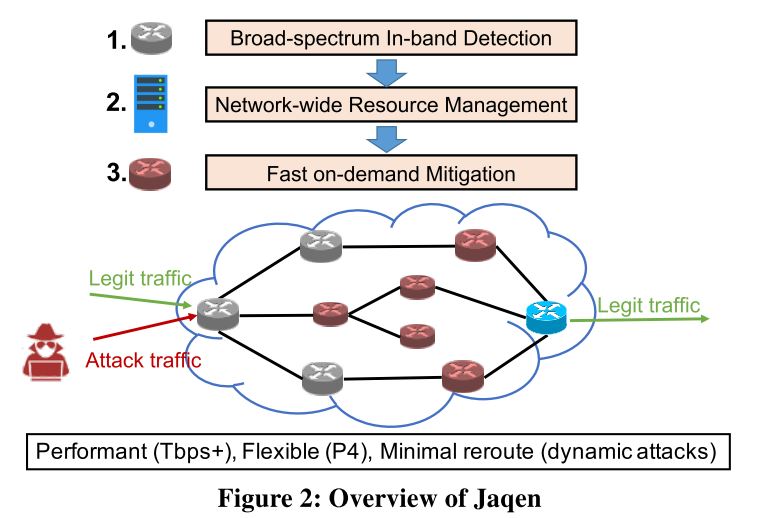 1. Broad-spectrum In-band Detection
2. Network-wide Resource Management
3. Fast on-demand Mitigation
Legit traffic
Attack traffic
Legit traffic
Performant (Tbps+), Flexible (P4), Minimal reroute (dynamic attacks)
Figure 2: Overview of Jaqen